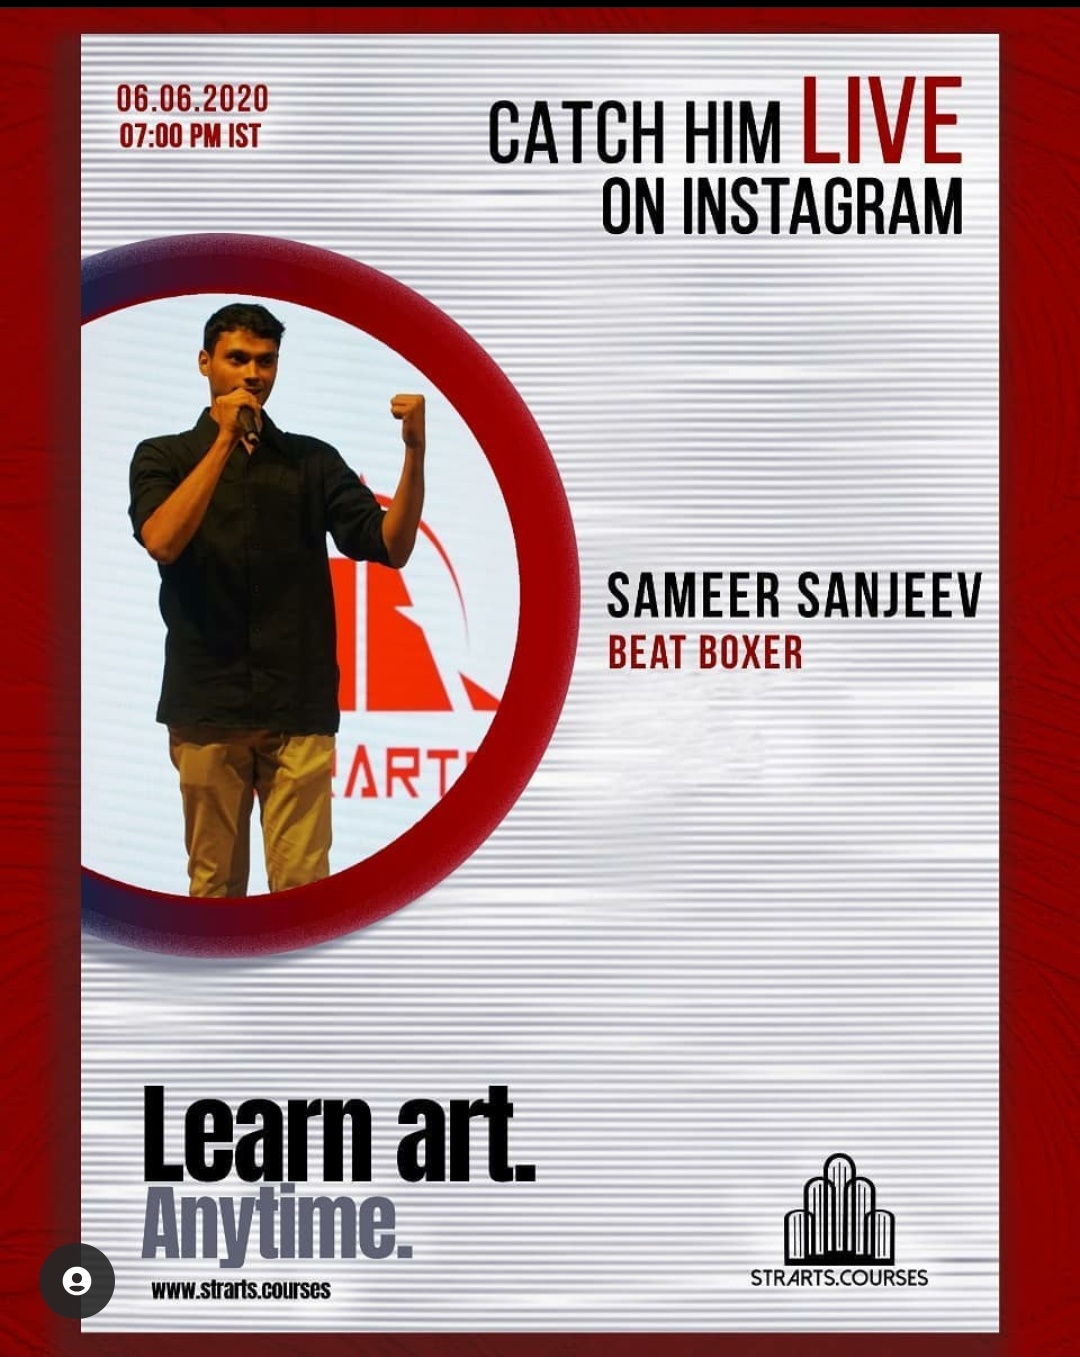 06.06.2020
07:00 PM IST
CATCH HIM LIVE
ON INSTAGRAM
SAMEER SANJEEV
BEAT BOXER
Learn art.
Anytime.
www.strarts.courses
STRARTS.COURSES